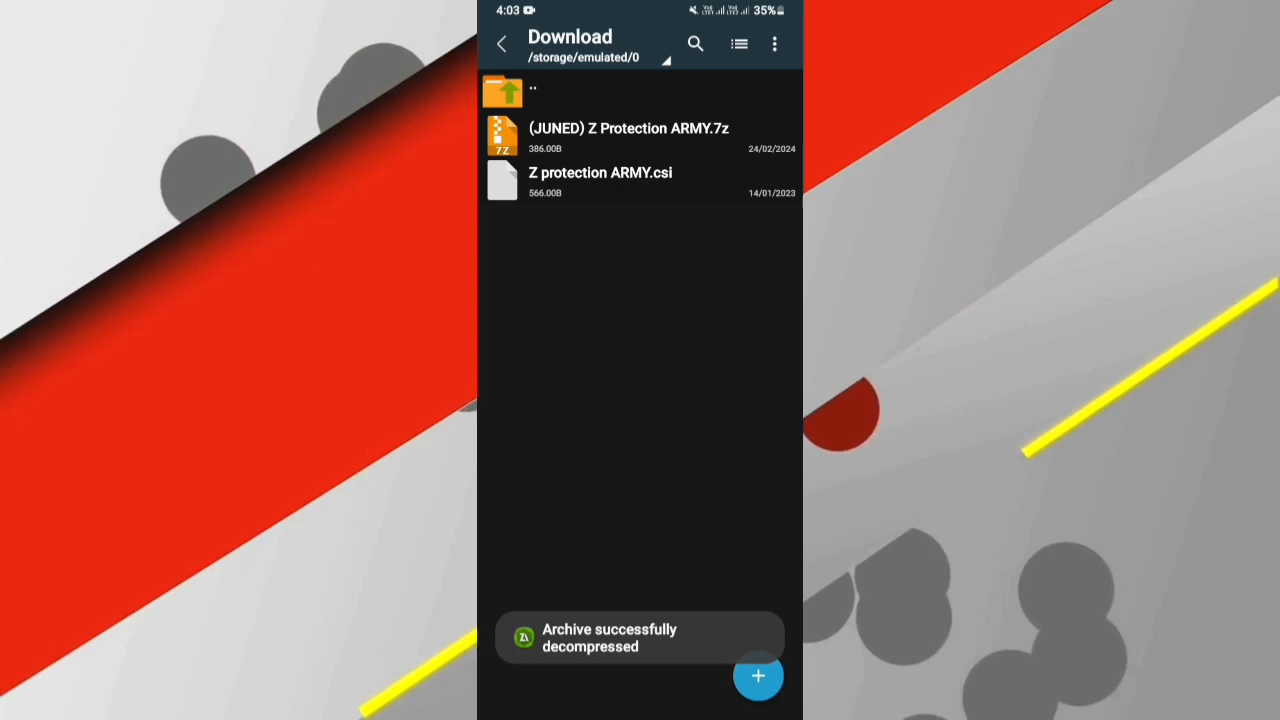 4:03 35%
Download
/storage/emulated/0
..
(JUNED) Z Protection ARMY.7z
386.00B 24/02/2024
7Z
Z protection ARMY.csi
566.00B 14/01/2023
Archive successfully
decompressed